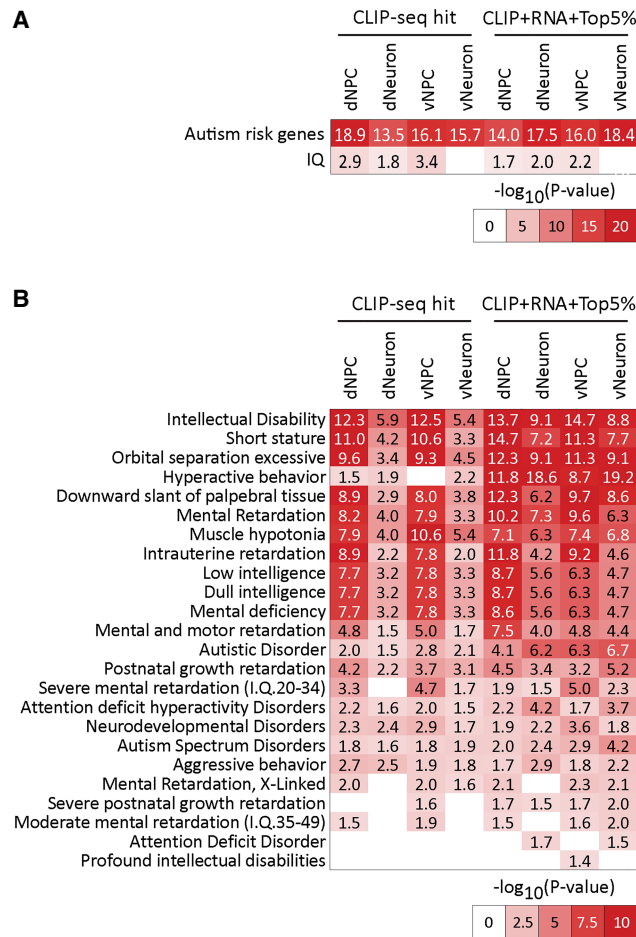 A
CLIP-seq hit CLIP+RNA+Top5%
dNPC dNeuron vNPC vNeuron dNPC dNeuron vNPC vNeuron
Autism risk genes 18.9 13.5 16.1 15.7 14.0 17.5 16.0 18.4
IQ 2.9 1.8 3.4 1.7 2.0 2.2
-log10(P-value)
0 5 10 15 20
B
CLIP-seq hit CLIP+RNA+Top5%
dNPC dNeuron vNPC vNeuron dNPC dNeuron vNPC vNeuron
Intellectual Disability 12.3 5.9 12.5 5.4 13.7 9.1 14.7 8.8
Short stature 11.0 4.2 10.6 3.3 14.7 7.2 11.3 7.7
Orbital separation excessive 9.6 3.4 9.3 4.5 12.3 9.1 11.3 9.1
Hyperactive behavior 1.5 1.9 2.2 11.8 18.6 8.7 19.2
Downward slant of palpebral tissue 8.9 2.9 8.0 3.8 12.3 6.2 9.7 8.6
Mental Retardation 8.2 4.0 7.9 3.3 10.2 7.3 9.6 6.3
Muscle hypotonia 7.9 4.0 10.6 5.4 7.1 6.3 7.4 6.8
Intrauterine retardation 8.9 2.2 7.8 2.0 11.8 4.2 9.2 4.6
Low intelligence 7.7 3.2 7.8 3.3 8.7 5.6 6.3 4.7
Dull intelligence 7.7 3.2 7.8 3.3 8.7 5.6 6.3 4.7
Mental deficiency 7.7 3.2 7.8 3.3 8.6 5.6 6.3 4.7
Mental and motor retardation 4.8 1.5 5.0 1.7 7.5 4.0 4.8 4.4
Autistic Disorder 2.0 1.5 2.8 2.1 4.1 6.2 6.3 6.7
Postnatal growth retardation 4.2 2.2 3.7 3.1 4.5 3.4 3.2 5.2
Severe mental retardation (I.Q.20-34) 3.3 4.7 1.7 1.9 1.5 5.0 2.3
Attention deficit hyperactivity Disorders 2.2 1.6 2.0 1.5 2.2 4.2 1.7 3.7
Neurodevelopmental Disorders 2.3 2.4 2.9 1.7 1.9 2.2 3.6 1.8
Autism Spectrum Disorders 1.8 1.6 1.8 1.9 2.0 2.4 2.9 4.2
Aggressive behavior 2.7 2.5 1.9 1.8 1.7 2.9 1.8 2.2
Mental Retardation, X-Linked 2.0 2.0 1.6 2.1 2.3 2.1
Severe postnatal growth retardation 1.6 1.7 1.5 1.7 2.0
Moderate mental retardation (I.Q.35-49) 1.5 1.9 1.5 1.6 2.0
Attention Deficit Disorder 1.7 1.5
Profound intellectual disabilities 1.4
-log10(P-value)
0 2.5 5 7.5 10